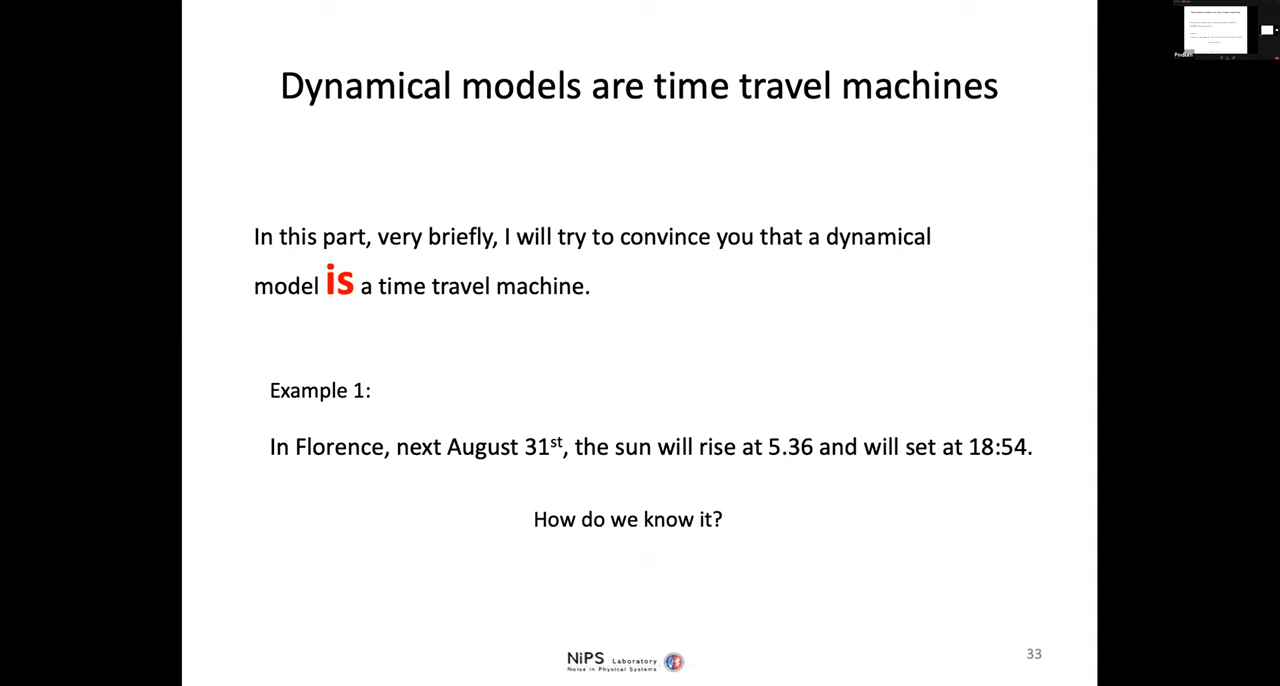 Dynamical models are time travel machines
In this part, very briefly, I will try to convince you that a dynamical
model is a time travel machine.
Example 1:
In Florence, next August 31st, the sun will rise at 5.36 and will set at 18:54.
How do we know it?
NiPS Laboratory
Noise in Physical Systems
33
Podium